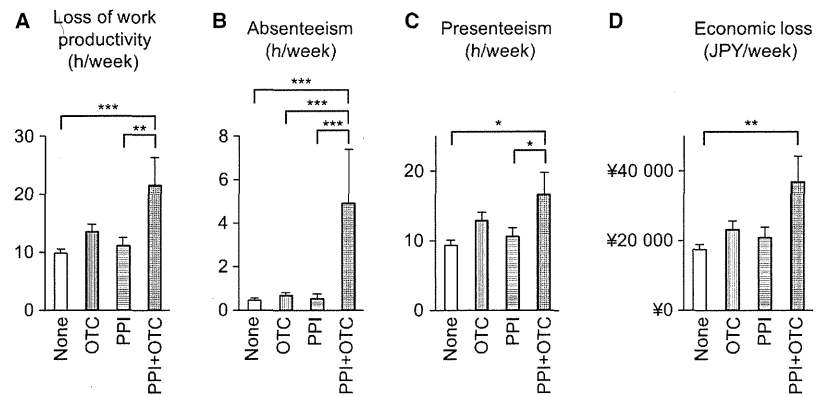 A Loss of work productivity (h/week)
***
**
30
20
10
0
None
OTC
PPI
PPI+OTC
B Absenteeism (h/week)
***
***
***
8
6
4
2
0
None
OTC
PPI
PPI+OTC
C Presenteeism (h/week)
*
*
20
10
0
None
OTC
PPI
PPI+OTC
D Economic loss (JPY/week)
**
¥40 000
¥20 000
¥0
None
OTC
PPI
PPI+OTC